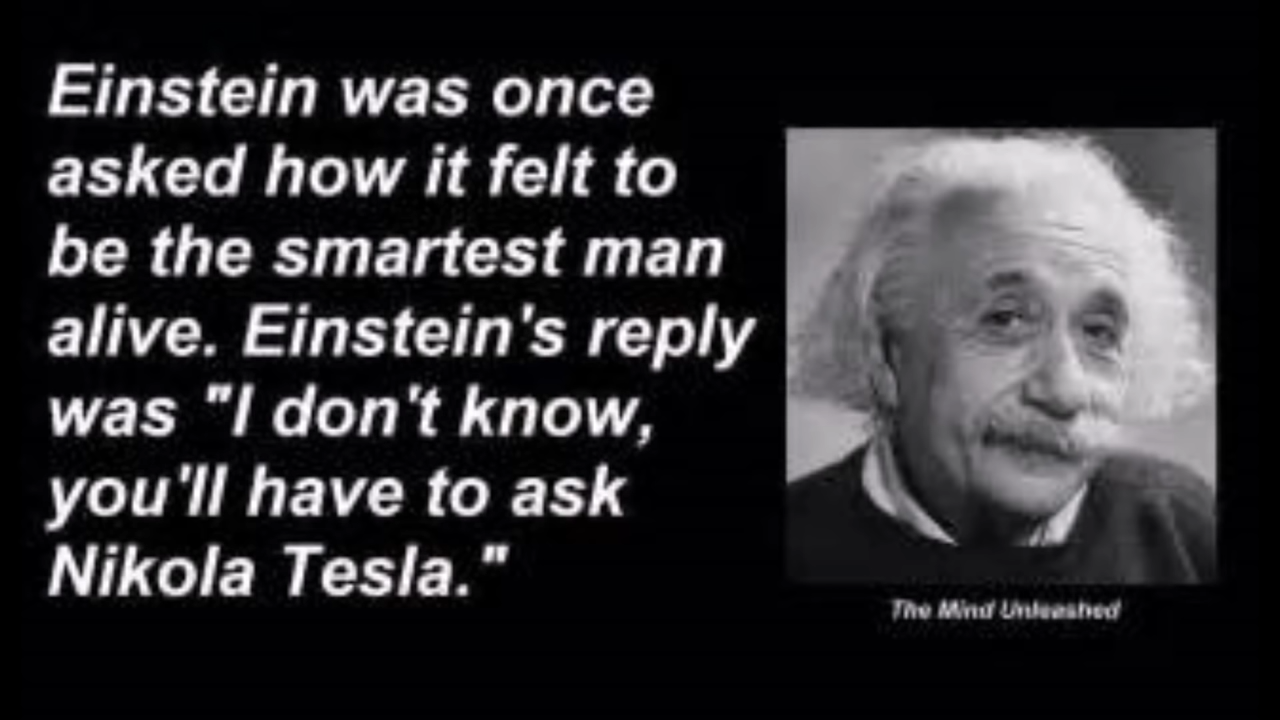 Einstein was once
asked how it felt to
be the smartest man
alive. Einstein's reply
was "I don't know,
you'll have to ask
Nikola Tesla."
The Mind Unleashed